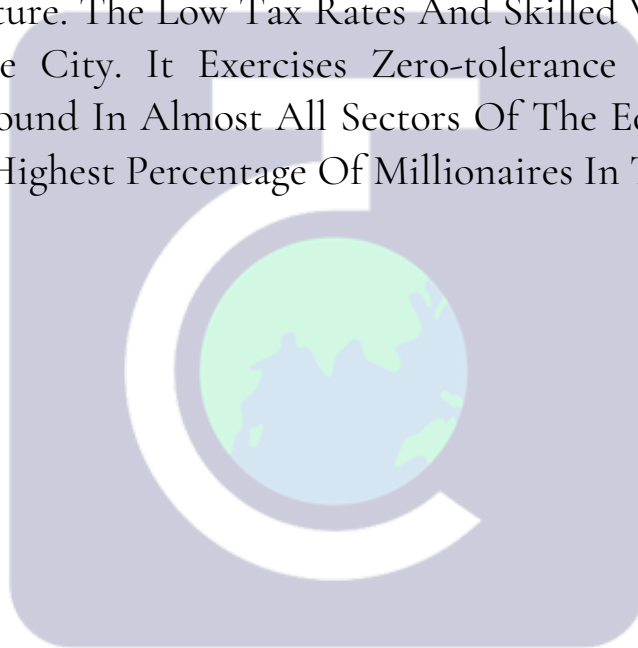 ture. The Low Tax Rates And Skilled
e City. It Exercises Zero-tolerance
ound In Almost All Sectors Of The
Highest Percentage Of Millionaires In